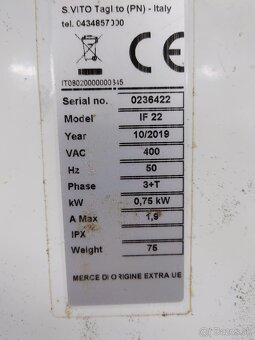 S.VITO Tagl to (PN) - Italy
tel. 0434857000
CE
IT08020000000845
Serial no. 0236422
Model IF 22
Year 10/2019
VAC 400
Hz 50
Phase 3+T
kW 0,75 kW
A Max 1,9
IPX
Weight 75
MERCE DI ORIGINE EXTRA UE